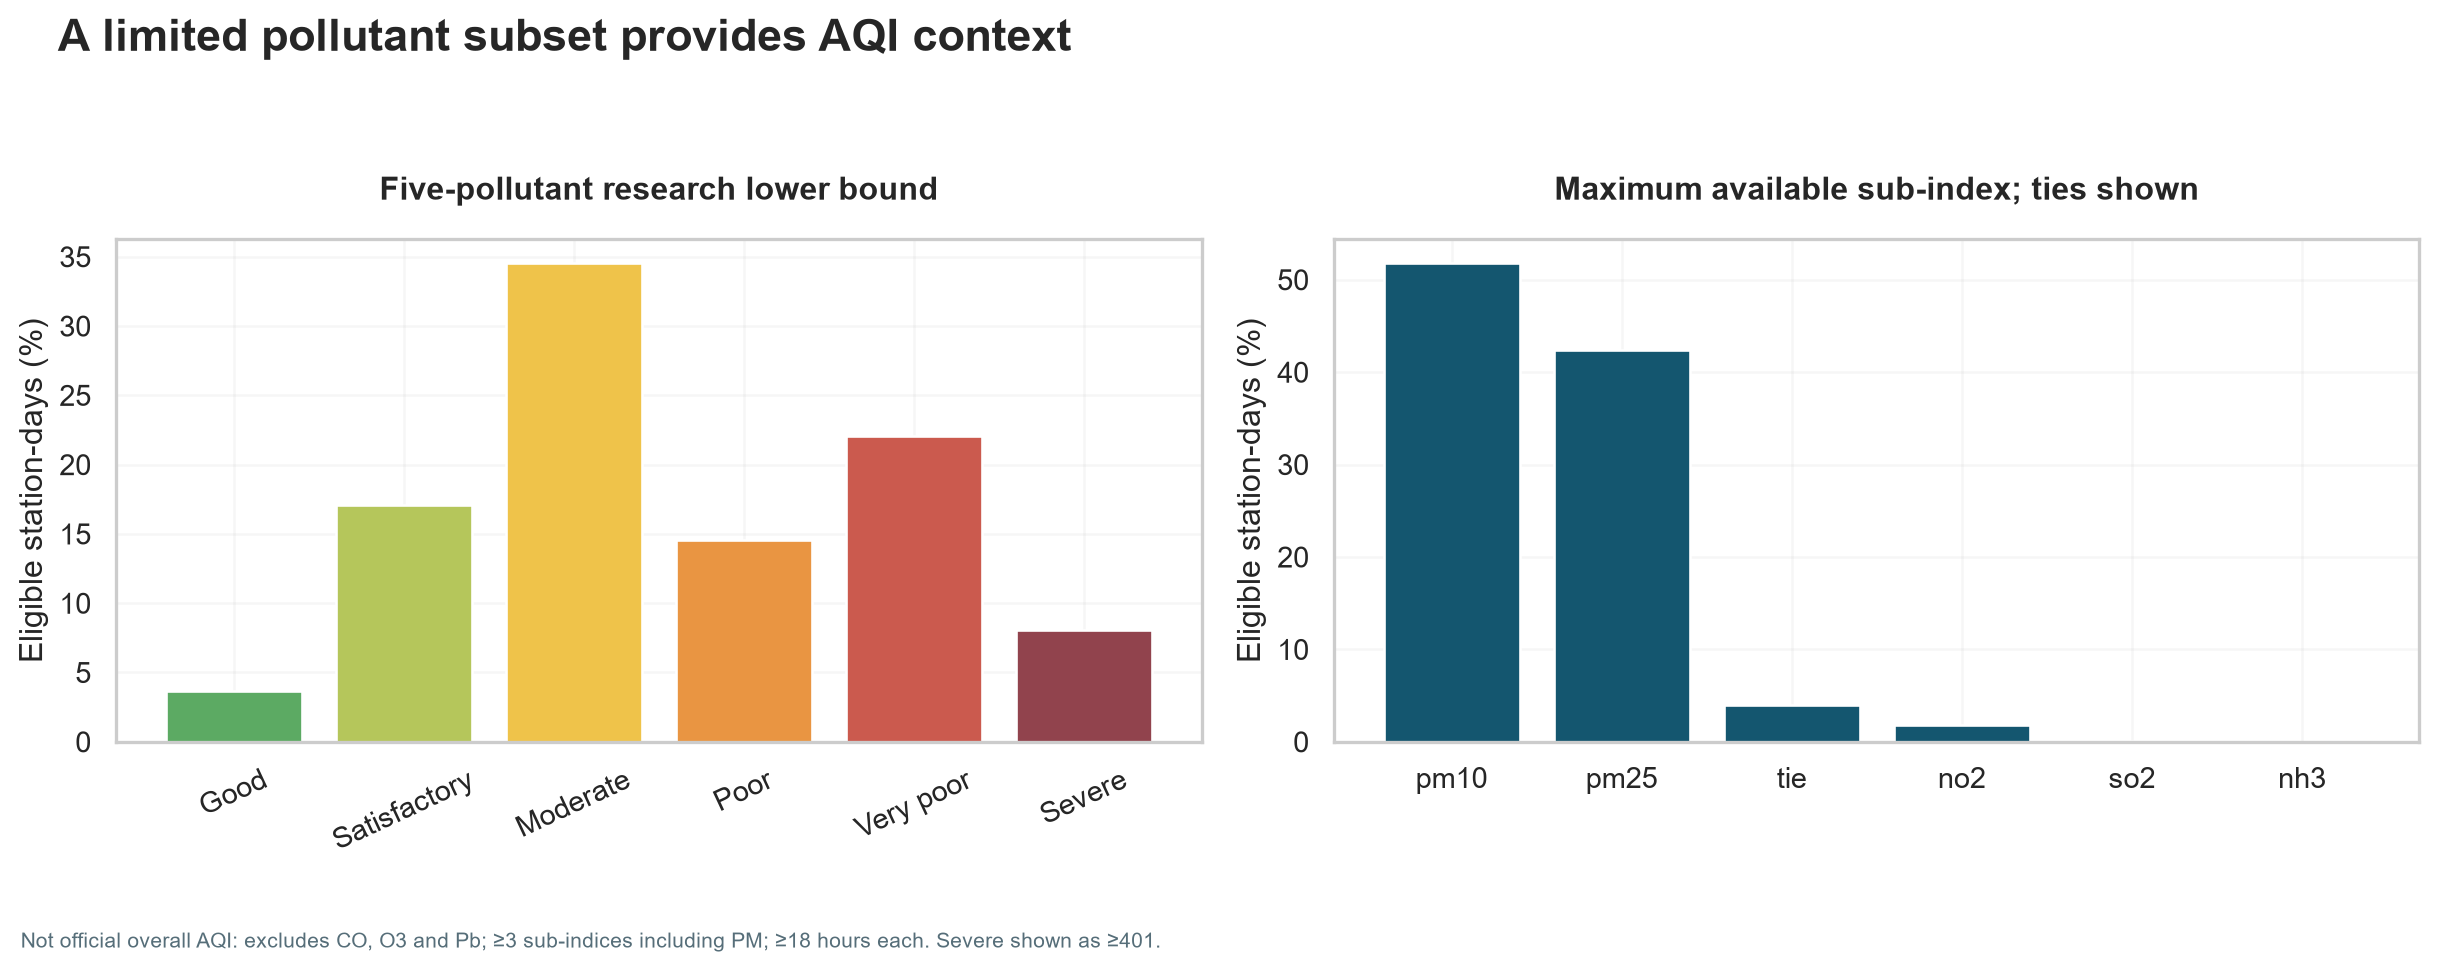 A limited pollutant subset provides AQI context
Five-pollutant research lower bound
Eligible station-days (%)
35
30
25
20
15
10
5
0
Good
Satisfactory
Moderate
Poor
Very poor
Severe
Maximum available sub-index; ties shown
Eligible station-days (%)
50
40
30
20
10
0
pm10
pm25
tie
no2
so2
nh3
Not official overall AQI: excludes CO, O3 and Pb; ≥3 sub-indices including PM; ≥18 hours each. Severe shown as ≥401.